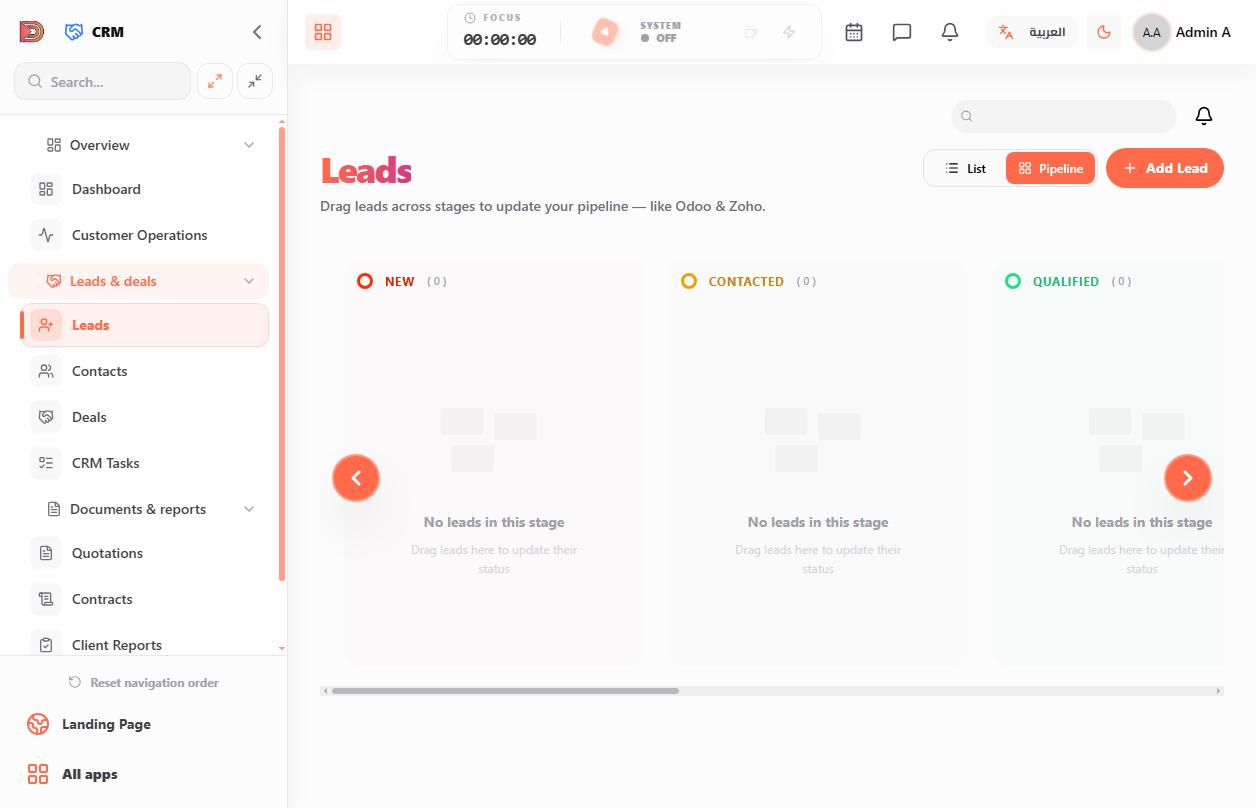 CRM
Search...
Overview
Dashboard
Customer Operations
Leads & deals
Leads
Contacts
Deals
CRM Tasks
Documents & reports
Quotations
Contracts
Client Reports
Reset navigation order
Landing Page
All apps
FOCUS
00:00:00
SYSTEM
OFF
العربية
A.A
Admin A
Leads
Drag leads across stages to update your pipeline — like Odoo & Zoho.
List
Pipeline
Add Lead
NEW (0)
No leads in this stage
Drag leads here to update their
status
CONTACTED (0)
No leads in this stage
Drag leads here to update their
status
QUALIFIED (0)
No leads in this stage
Drag leads here to update their
status